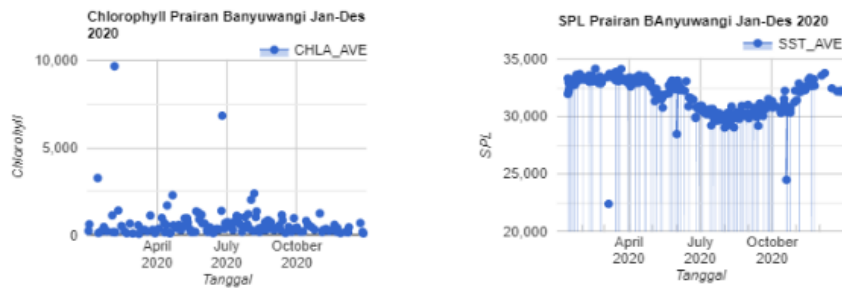 Chlorophyll Prairan Banyuwangi Jan-Des
2020
CHLA_AVE
10,000
5,000
0
Chlorophyll
April
2020
July
2020
October
2020
Tanggal
SPL Prairan BAnyuwangi Jan-Des 2020
SST_AVE
35,000
30,000
25,000
20,000
SPL
April
2020
July
2020
October
2020
Tanggal